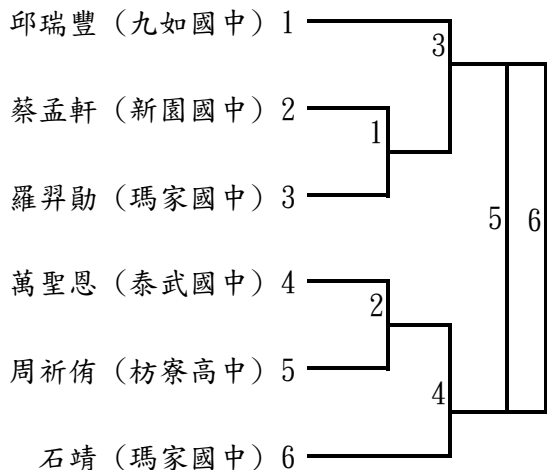 邱瑞豐（九如國中）1
3
蔡孟軒（新園國中）2
1
羅羿勛（瑪家國中）3
5 6
萬聖恩（泰武國中）4
2
周祈侑（枋寮高中）5
4
石靖（瑪家國中）6